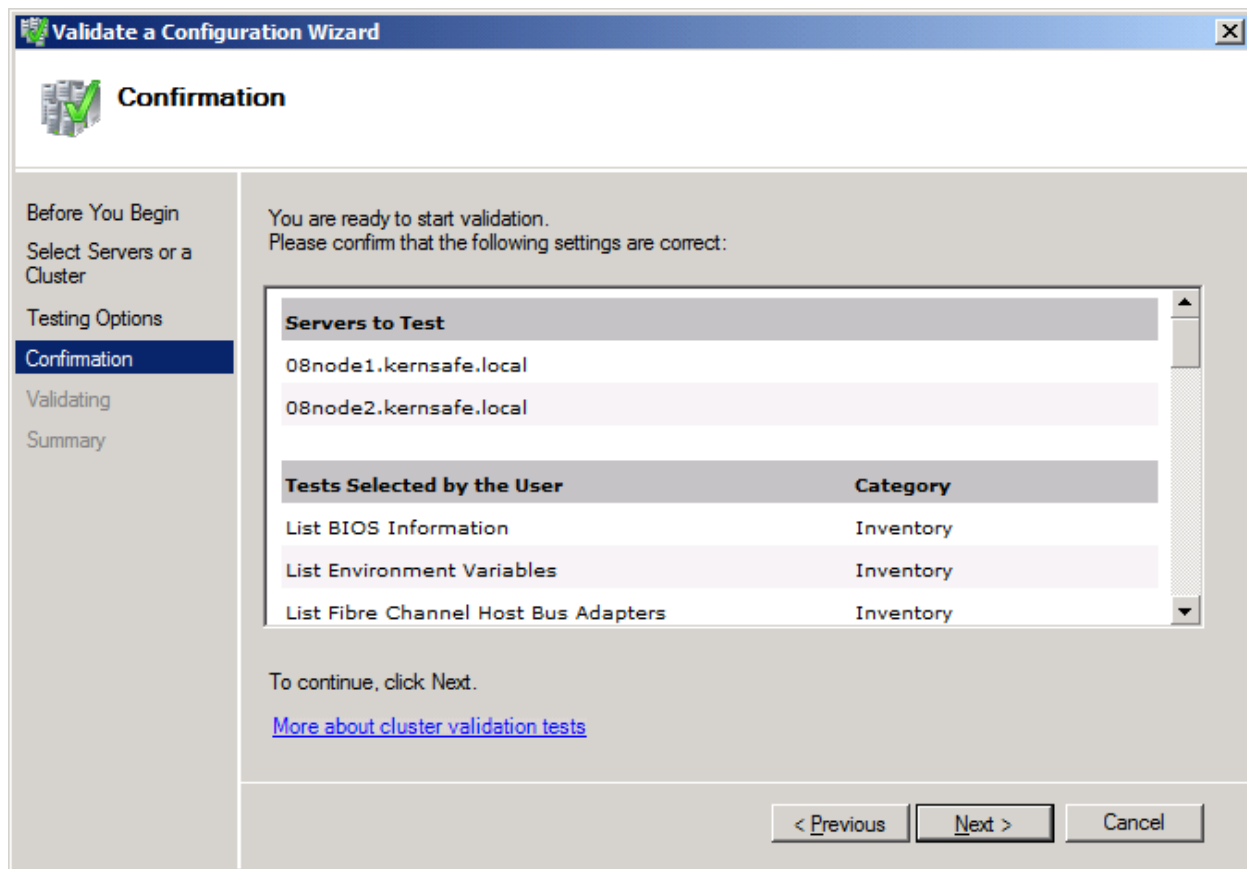 Validate a Configuration Wizard
Confirmation
Before You Begin
Select Servers or a
Cluster
Testing Options
Confirmation
Validating
Summary
You are ready to start validation.
Please confirm that the following settings are correct:
Servers to Test
08node1.kernsafe.local
08node2.kernsafe.local
Tests Selected by the User Category
List BIOS Information Inventory
List Environment Variables Inventory
List Fibre Channel Host Bus Adapters Inventory
To continue, click Next.
More about cluster validation tests
< Previous Next > Cancel